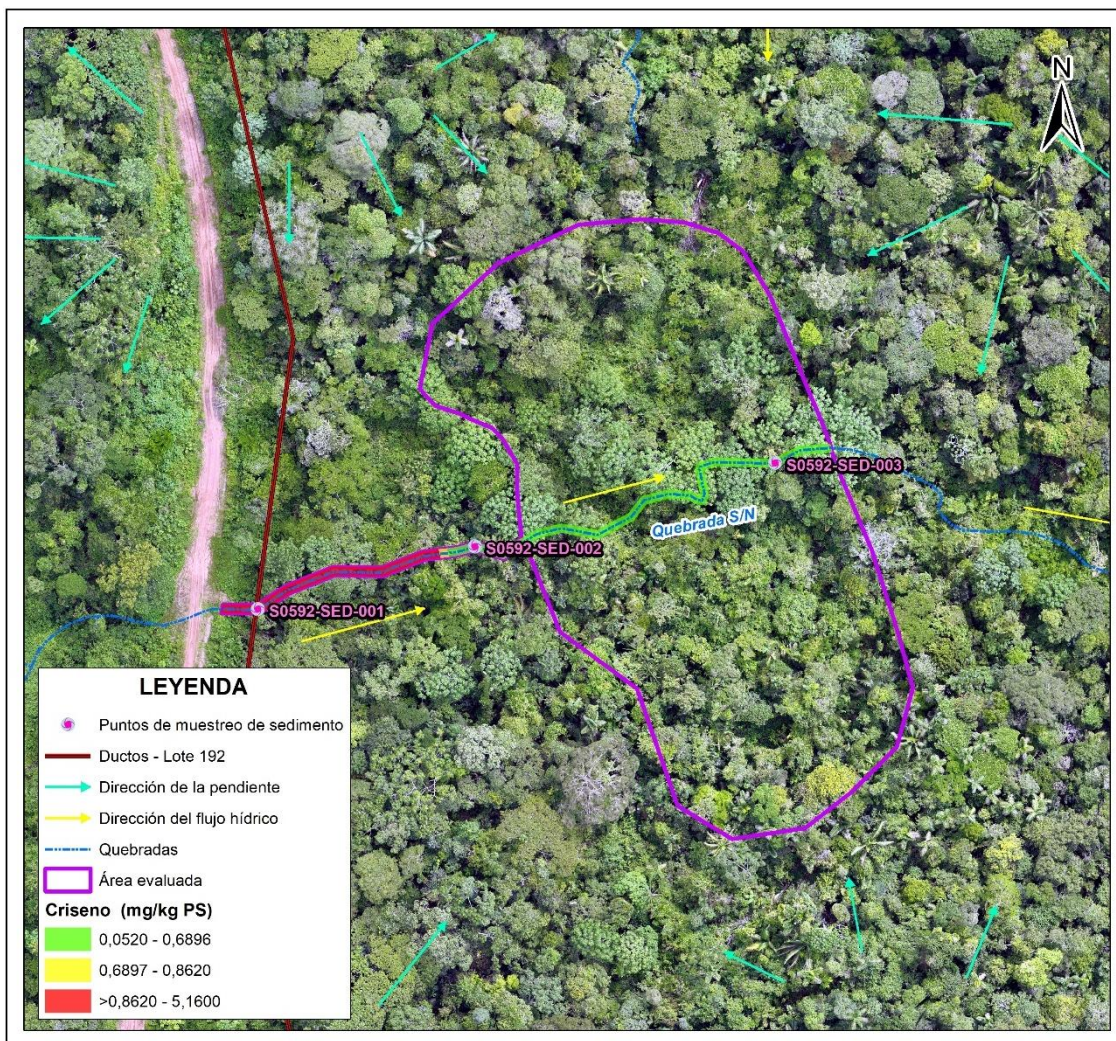 N
S0592-SED-003
Quebrada S/N
S0592-SED-002
S0592-SED-001
LEYENDA
Puntos de muestreo de sedimento
Ductos - Lote 192
Dirección de la pendiente
Dirección del flujo hídrico
Quebradas
Área evaluada
Criseno (mg/kg PS)
0,0520 - 0,6896
0,6897 - 0,8620
>0,8620 - 5,1600